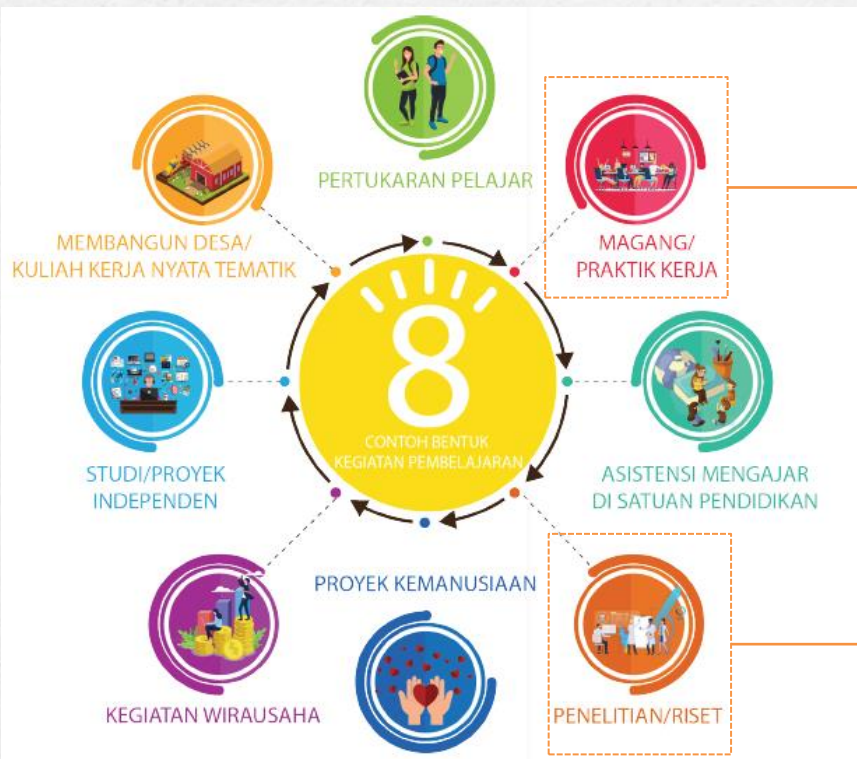 PERTUKARAN PELAJAR
MAGANG/
PRAKTIK KERJA
ASISTENSI MENGAJAR
DI SATUAN PENDIDIKAN
PENELITIAN/RISET
PROYEK KEMANUSIAAN
KEGIATAN WIRAUSAHA
STUDI/PROYEK
INDEPENDEN
MEMBANGUN DESA/
KULIAH KERJA NYATA TEMATIK
8
CONTOH BENTUK
KEGIATAN PEMBELAJARAN